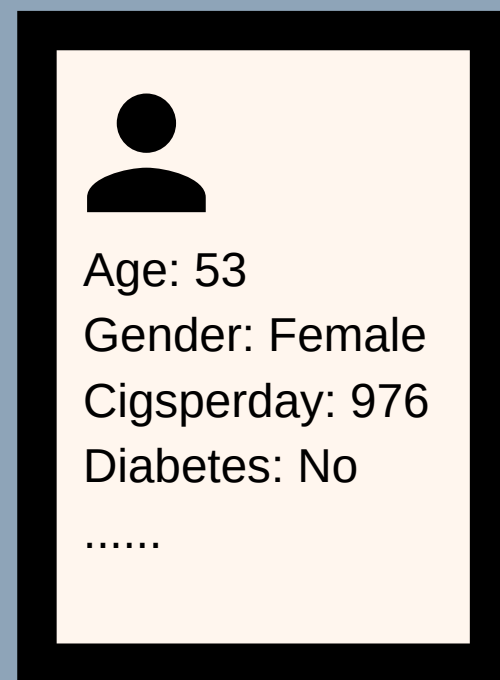 Age: 53
Gender: Female
Cigsperday: 976
Diabetes: No
......